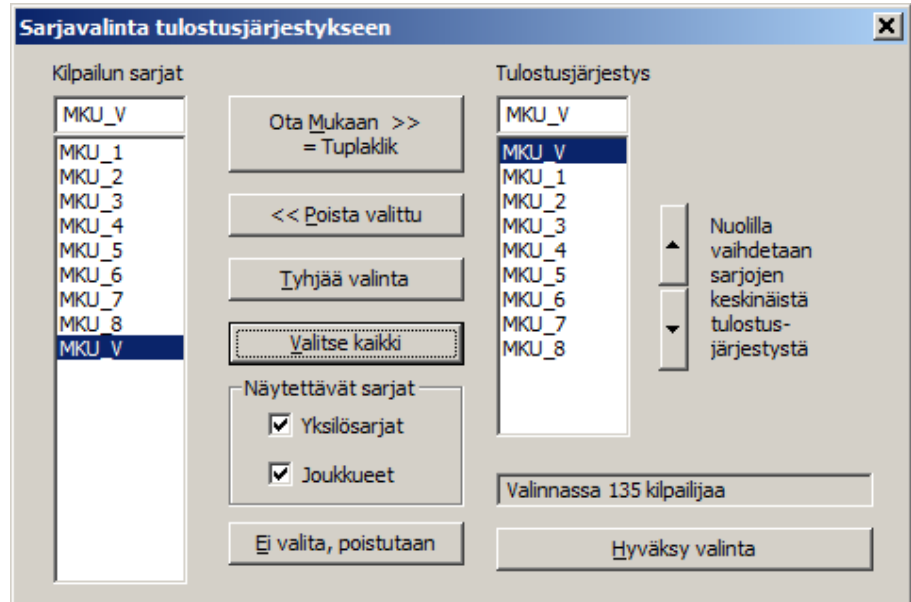 Sarjavalinta tulostusjärjestykseen
Kilpailun sarjat
MKU_V
MKU_1
MKU_2
MKU_3
MKU_4
MKU_5
MKU_6
MKU_7
MKU_8
MKU_V
Ota Mukaan >>
= Tuplaklik
<< Poista valittu
Tyhjää valinta
Valitse kaikki
Näytettävät sarjat
Yksilösarjat
Joukkueet
Ei valita, poistutaan
Tulostusjärjestys
MKU_V
MKU_V
MKU_1
MKU_2
MKU_3
MKU_4
MKU_5
MKU_6
MKU_7
MKU_8
Nuolilla
vaihdetaan
sarjojen
keskinäistä
tulostus-
järjestystä
Valinnassa 135 kilpailijaa
Hyväksy valinta